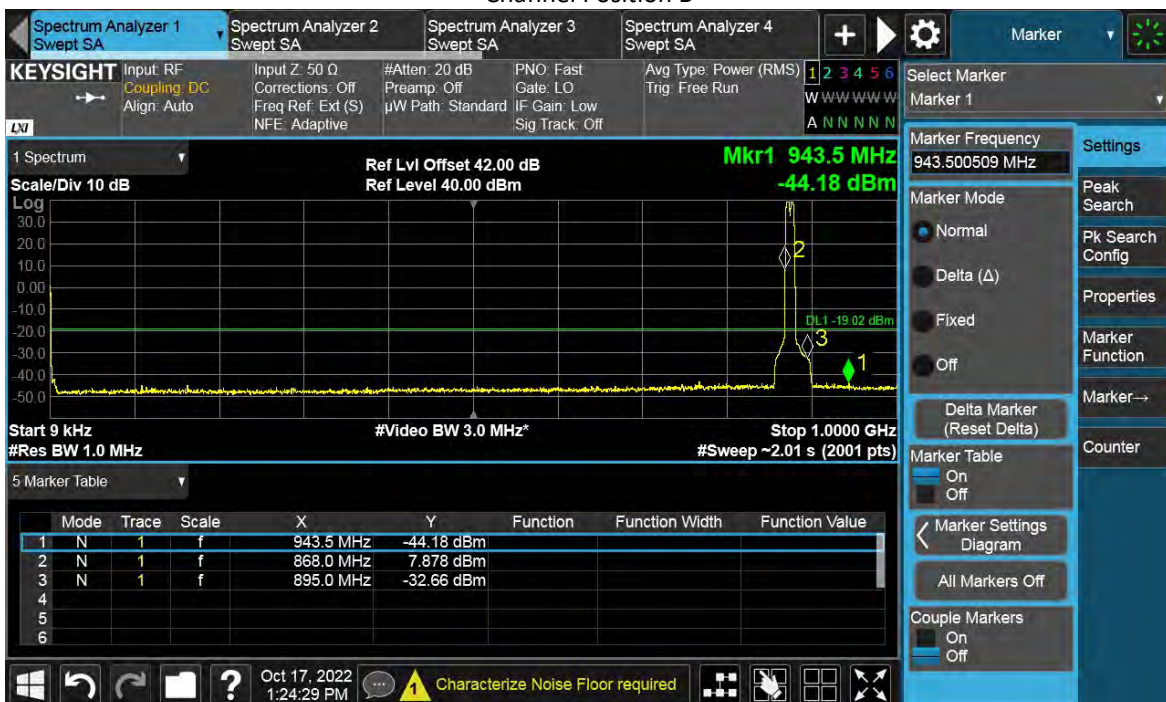 Spectrum Analyzer 1 Spectrum Analyzer 2 Spectrum Analyzer 3 Spectrum Analyzer 4 + Marker
Swept SA Swept SA Swept SA Swept SA
KEYSIGHT Input: RF Input Z: 50 Ω #Atten: 20 dB PNO: Fast Avg Type: Power (RMS) 1 2 3 4 5 6 Select Marker
Coupling: DC Corrections: Off Preamp: Off Gate: LO Trig: Free Run Marker 1
Align: Auto Freq Ref: Ext (S) µW Path: Standard IF Gain: Low W W W W W W
LXI NFE: Adaptive Sig Track: Off A N N N N N
1 Spectrum Ref Lvl Offset 42.00 dB Mkr1 943.5 MHz Marker Frequency Settings
943.500509 MHz
Scale/Div 10 dB Ref Level 40.00 dBm -44.18 dBm
Log
Marker Mode Peak Search
30.0
Normal
20.0 2 Pk Search Config
10.0
Delta (Δ)
0.00
Properties
-10.0
DL1 -19.02 dBm Fixed
-20.0
3 Marker Function
-30.0
1 Off
-40.0
-50.0 Marker→
Start 9 kHz #Video BW 3.0 MHz* Stop 1.0000 GHz Delta Marker
(Reset Delta)
#Res BW 1.0 MHz #Sweep ~2.01 s (2001 pts) Counter
Marker Table
5 Marker Table On
Off
Mode Trace Scale X Y Function Function Width Function Value
1 N 1 f 943.5 MHz -44.18 dBm
2 N 1 f 868.0 MHz 7.878 dBm
3 N 1 f 895.0 MHz -32.66 dBm
4
5
6
Marker Settings
Diagram
All Markers Off
Couple Markers
On
Off
? Oct 17, 2022
1:24:29 PM 1 Characterize Noise Floor required